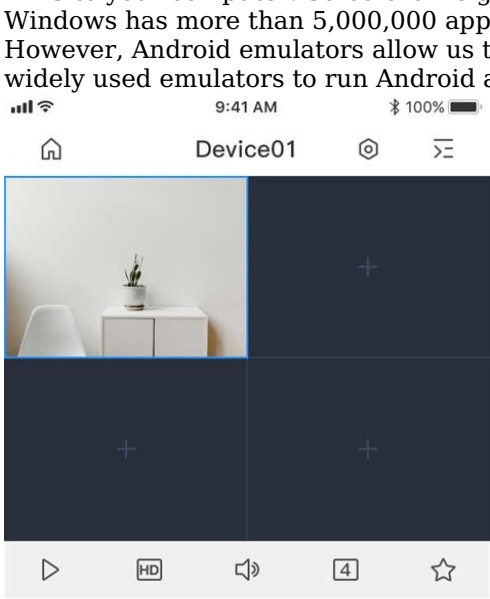 Windows has more than 5,000,000 app
However, Android emulators allow us t
widely used emulators to run Android a
9:41 AM 100%
Device01
HD 4